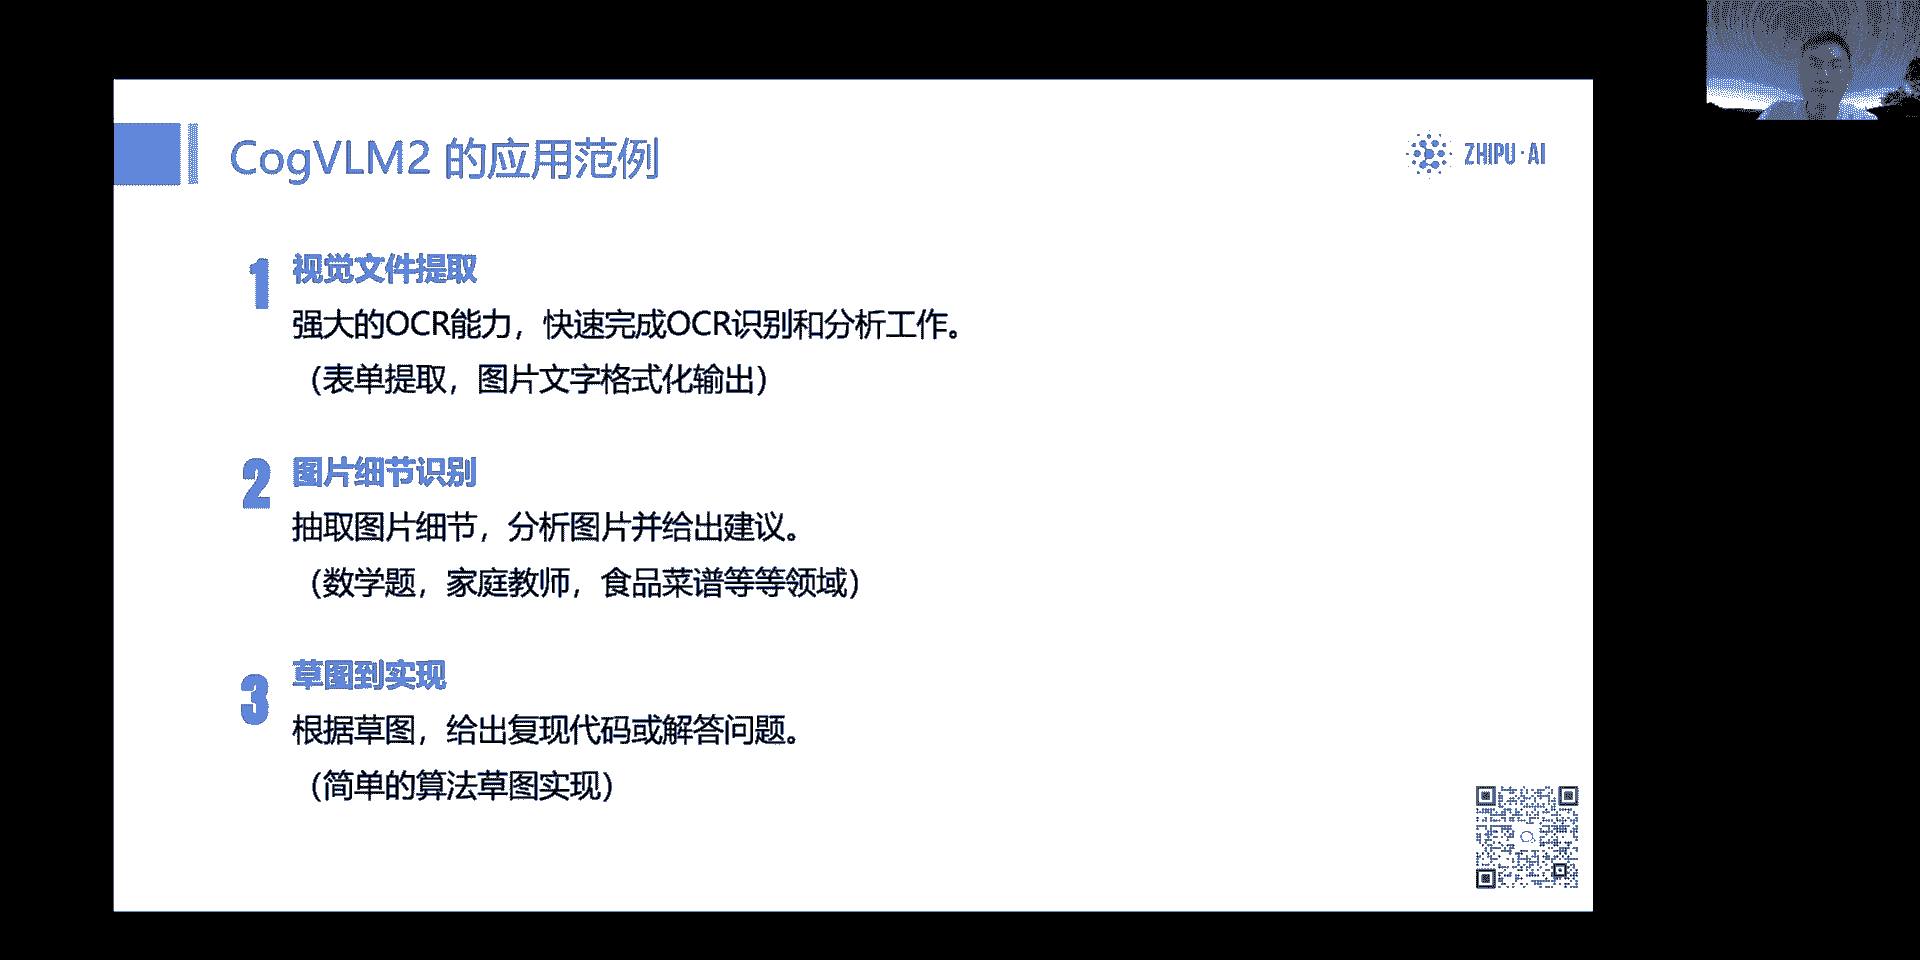 CogVLM2 的应用范例
ZHIPU·AI
1 视觉文件提取
强大的OCR能力，快速完成OCR识别和分析工作。
（表单提取，图片文字格式化输出）
2 图片细节识别
抽取图片细节，分析图片并给出建议。
（数学题，家庭教师，食品菜谱等等领域）
3 草图到实现
根据草图，给出复现代码或解答问题。
（简单的算法草图实现）